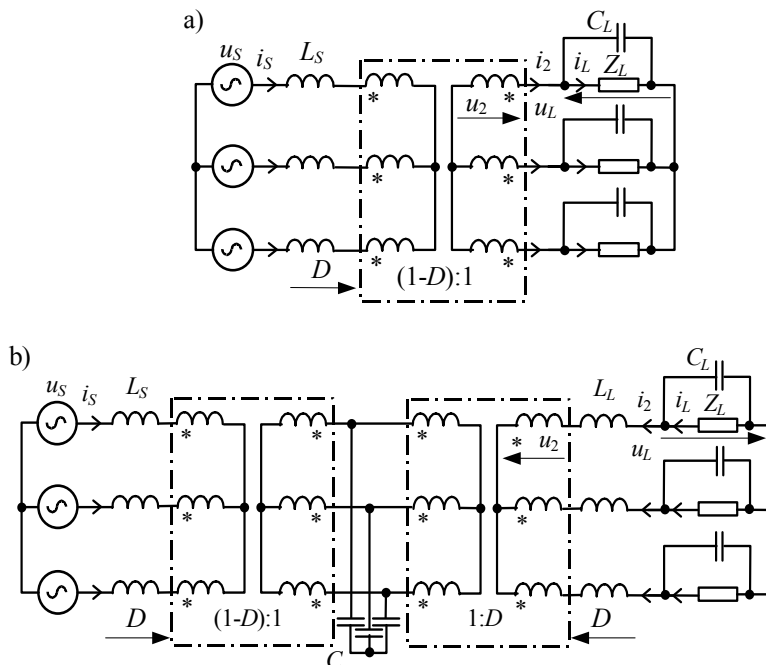 a)
C_L
u_S i_S L_S i_2 i_L Z_L
* *
u_2 u_L
* *
* *
D (1-D):1
b)
C_L
u_S i_S L_S L_L i_2 i_L Z_L
* * * * u_2
u_L
* * * *
* * * *
D (1-D):1 1:D D
C